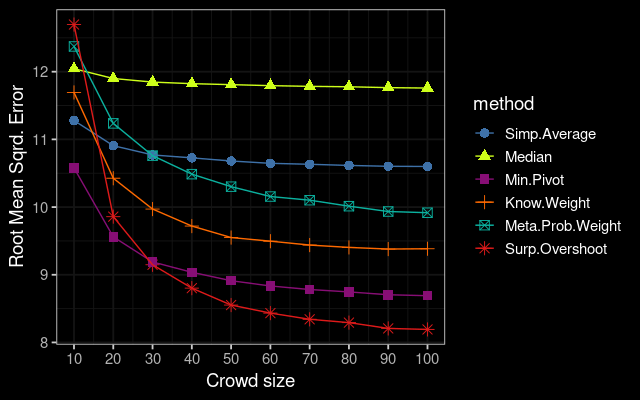 Root Mean Sqrd. Error
12
11
10
9
8
10 20 30 40 50 60 70 80 90 100
Crowd size
method
Simp.Average
Median
Min.Pivot
Know.Weight
Meta.Prob.Weight
Surp.Overshoot